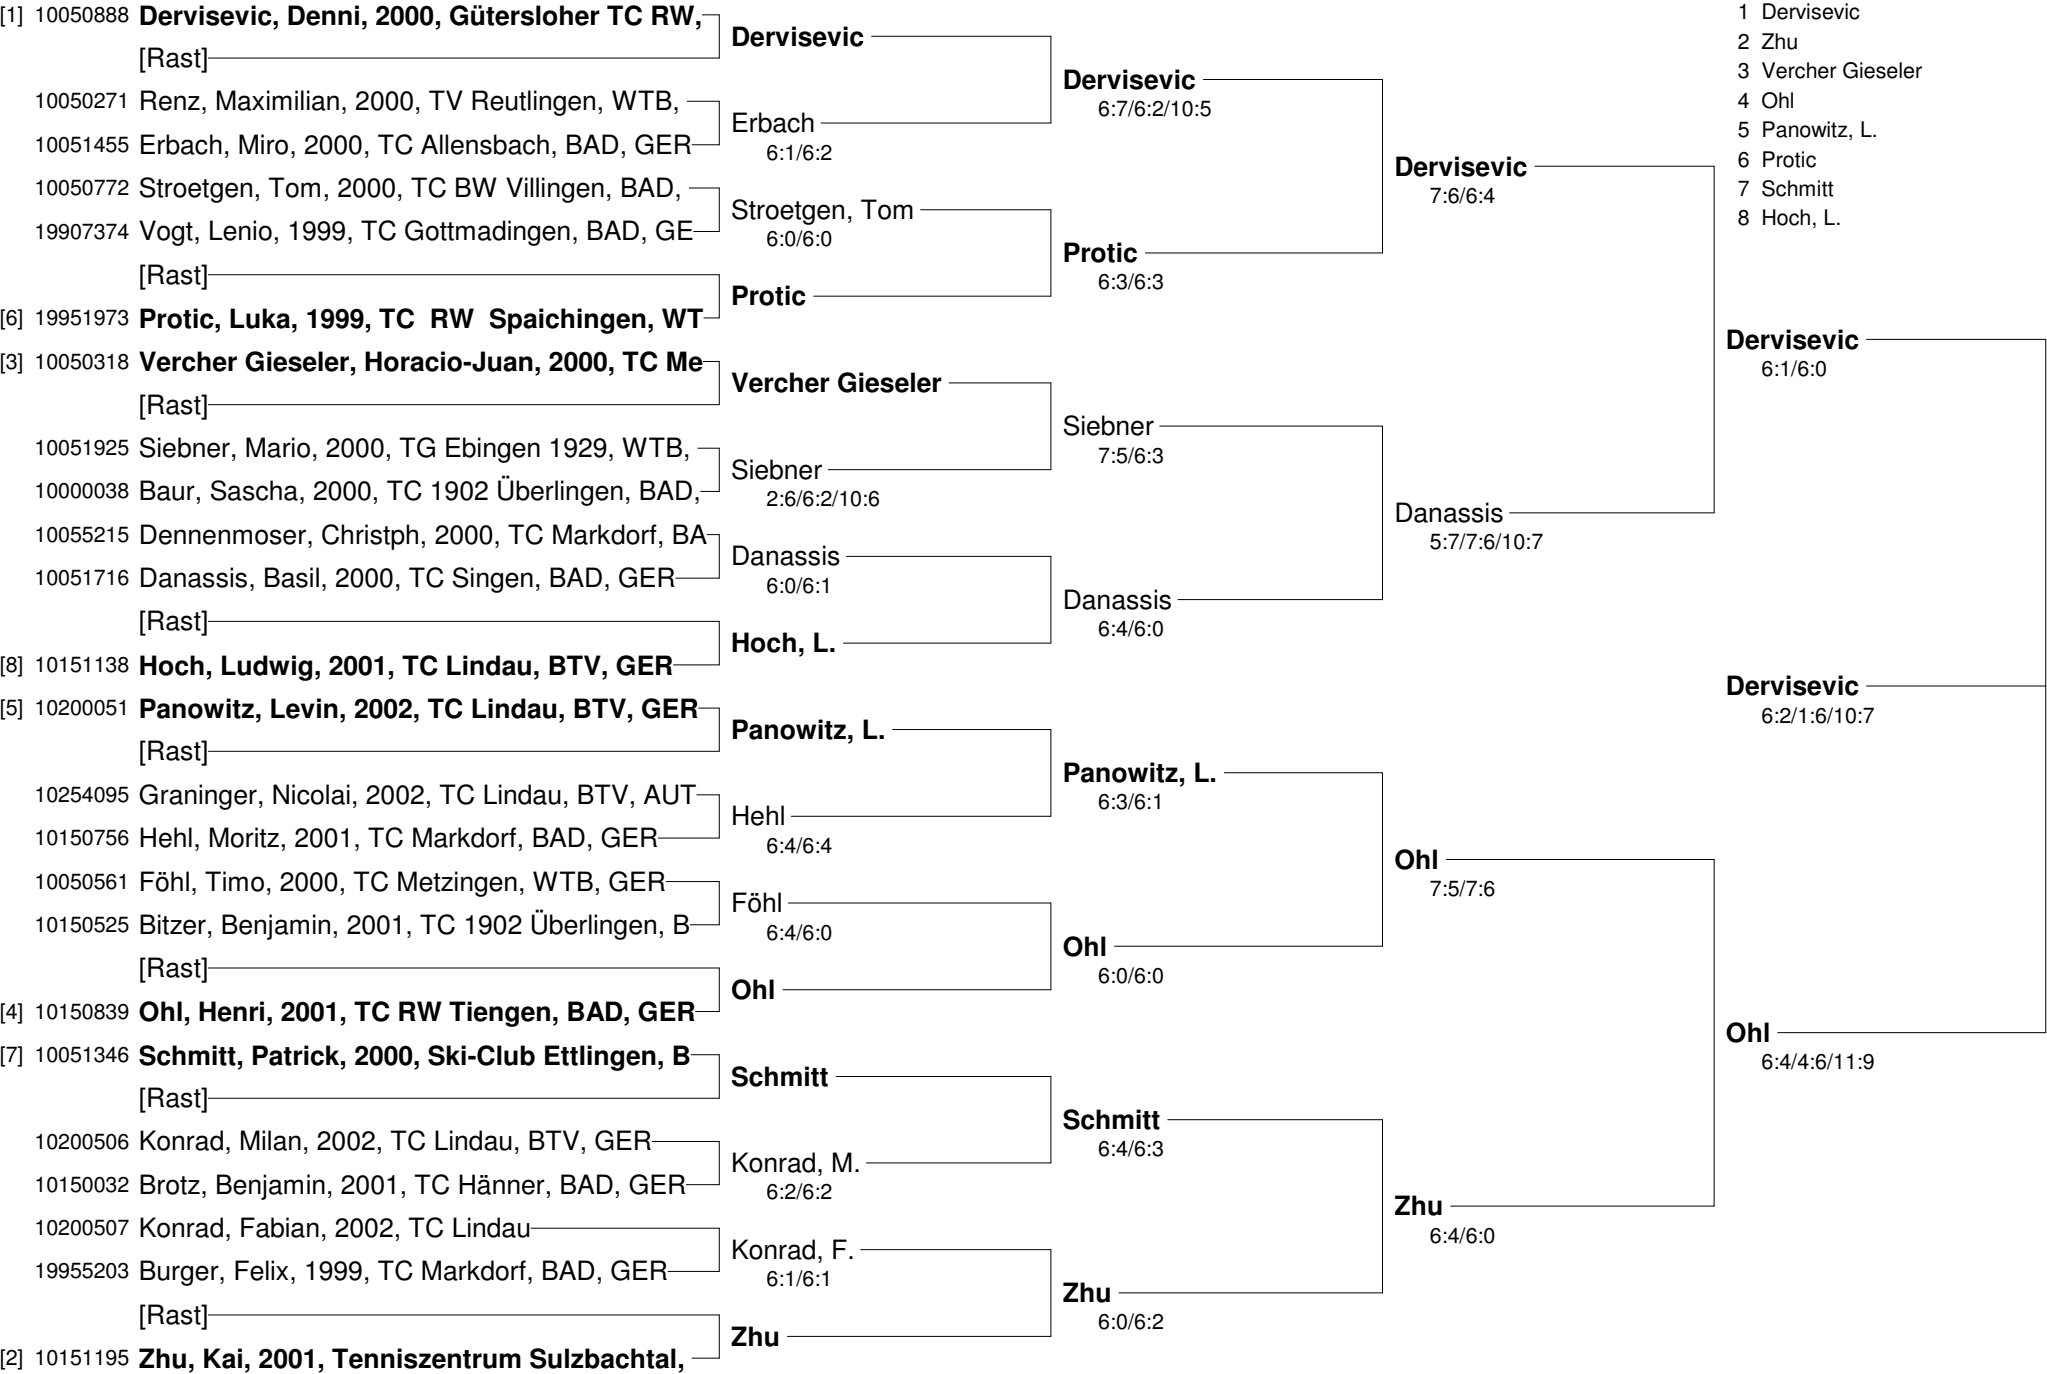 [1] 10050888 Dervisevic, Denni, 2000, Gütersloher TC RW,
[Rast]
10050271 Renz, Maximilian, 2000, TV Reutlingen, WTB,
10051455 Erbach, Miro, 2000, TC Allensbach, BAD, GER
10050772 Stroetgen, Tom, 2000, TC BW Villingen, BAD,
19907374 Vogt, Lenio, 1999, TC Gottmadingen, BAD, GE
[Rast]
[6] 19951973 Protic, Luka, 1999, TC RW Spaichingen, WT
[3] 10050318 Vercher Gieseler, Horacio-Juan, 2000, TC Me
[Rast]
10051925 Siebner, Mario, 2000, TG Ebingen 1929, WTB,
10000038 Baur, Sascha, 2000, TC 1902 Überlingen, BAD,
10055215 Dennenmoser, Christph, 2000, TC Markdorf, BA
10051716 Danassis, Basil, 2000, TC Singen, BAD, GER
[Rast]
[8] 10151138 Hoch, Ludwig, 2001, TC Lindau, BTV, GER
[5] 10200051 Panowitz, Levin, 2002, TC Lindau, BTV, GER
[Rast]
10254095 Graninger, Nicolai, 2002, TC Lindau, BTV, AUT
10150756 Hehl, Moritz, 2001, TC Markdorf, BAD, GER
10050561 Föhl, Timo, 2000, TC Metzingen, WTB, GER
10150525 Bitzer, Benjamin, 2001, TC 1902 Überlingen, B
[Rast]
[4] 10150839 Ohl, Henri, 2001, TC RW Tiengen, BAD, GER
[7] 10051346 Schmitt, Patrick, 2000, Ski-Club Ettlingen, B
[Rast]
10200506 Konrad, Milan, 2002, TC Lindau, BTV, GER
10150032 Brotz, Benjamin, 2001, TC Hänner, BAD, GER
10200507 Konrad, Fabian, 2002, TC Lindau
19955203 Burger, Felix, 1999, TC Markdorf, BAD, GER
[Rast]
[2] 10151195 Zhu, Kai, 2001, Tenniszentrum Sulzbachtal,
Dervisevic
Erbach
6:1/6:2
Stroetgen, Tom
6:0/6:0
Protic
Vercher Gieseler
Siebner
2:6/6:2/10:6
Danassis
6:0/6:1
Hoch, L.
Panowitz, L.
Hehl
6:4/6:4
Föhl
6:4/6:0
Ohl
Schmitt
Konrad, M.
6:2/6:2
Konrad, F.
6:1/6:1
Zhu
Dervisevic
6:7/6:2/10:5
Protic
6:3/6:3
Siebner
7:5/6:3
Danassis
6:4/6:0
Panowitz, L.
6:3/6:1
Ohl
6:0/6:0
Schmitt
6:4/6:3
Zhu
6:0/6:2
Dervisevic
7:6/6:4
Danassis
5:7/7:6/10:7
Ohl
7:5/7:6
Zhu
6:4/6:0
Dervisevic
6:1/6:0
Dervisevic
6:2/1:6/10:7
Ohl
6:4/4:6/11:9
1 Dervisevic
2 Zhu
3 Vercher Gieseler
4 Ohl
5 Panowitz, L.
6 Protic
7 Schmitt
8 Hoch, L.